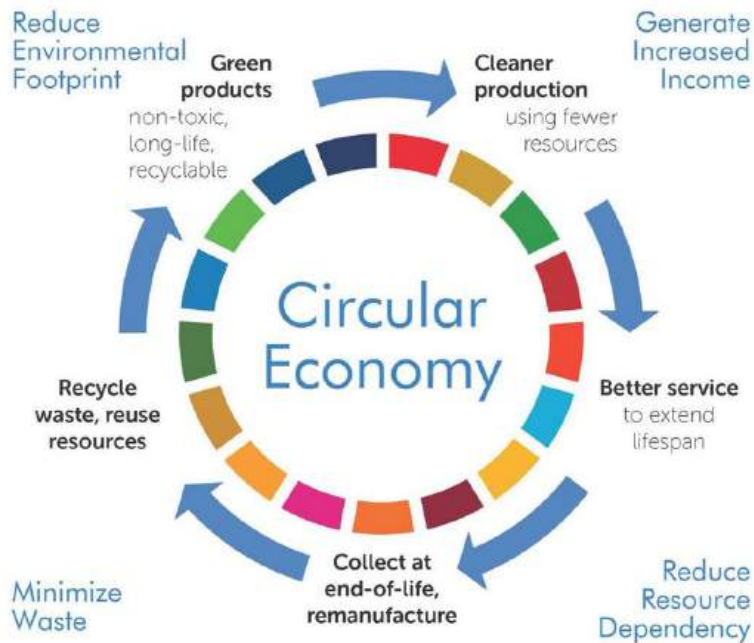 Reduce
Environmental
Footprint
Generate
Increased
Income
Green
products
non-toxic,
long-life,
recyclable
Cleaner
production
using fewer
resources
Circular
Economy
Better service
to extend
lifespan
Collect at
end-of-life,
remanufacture
Recycle
waste, reuse
resources
Minimize
Waste
Reduce
Resource
Dependency